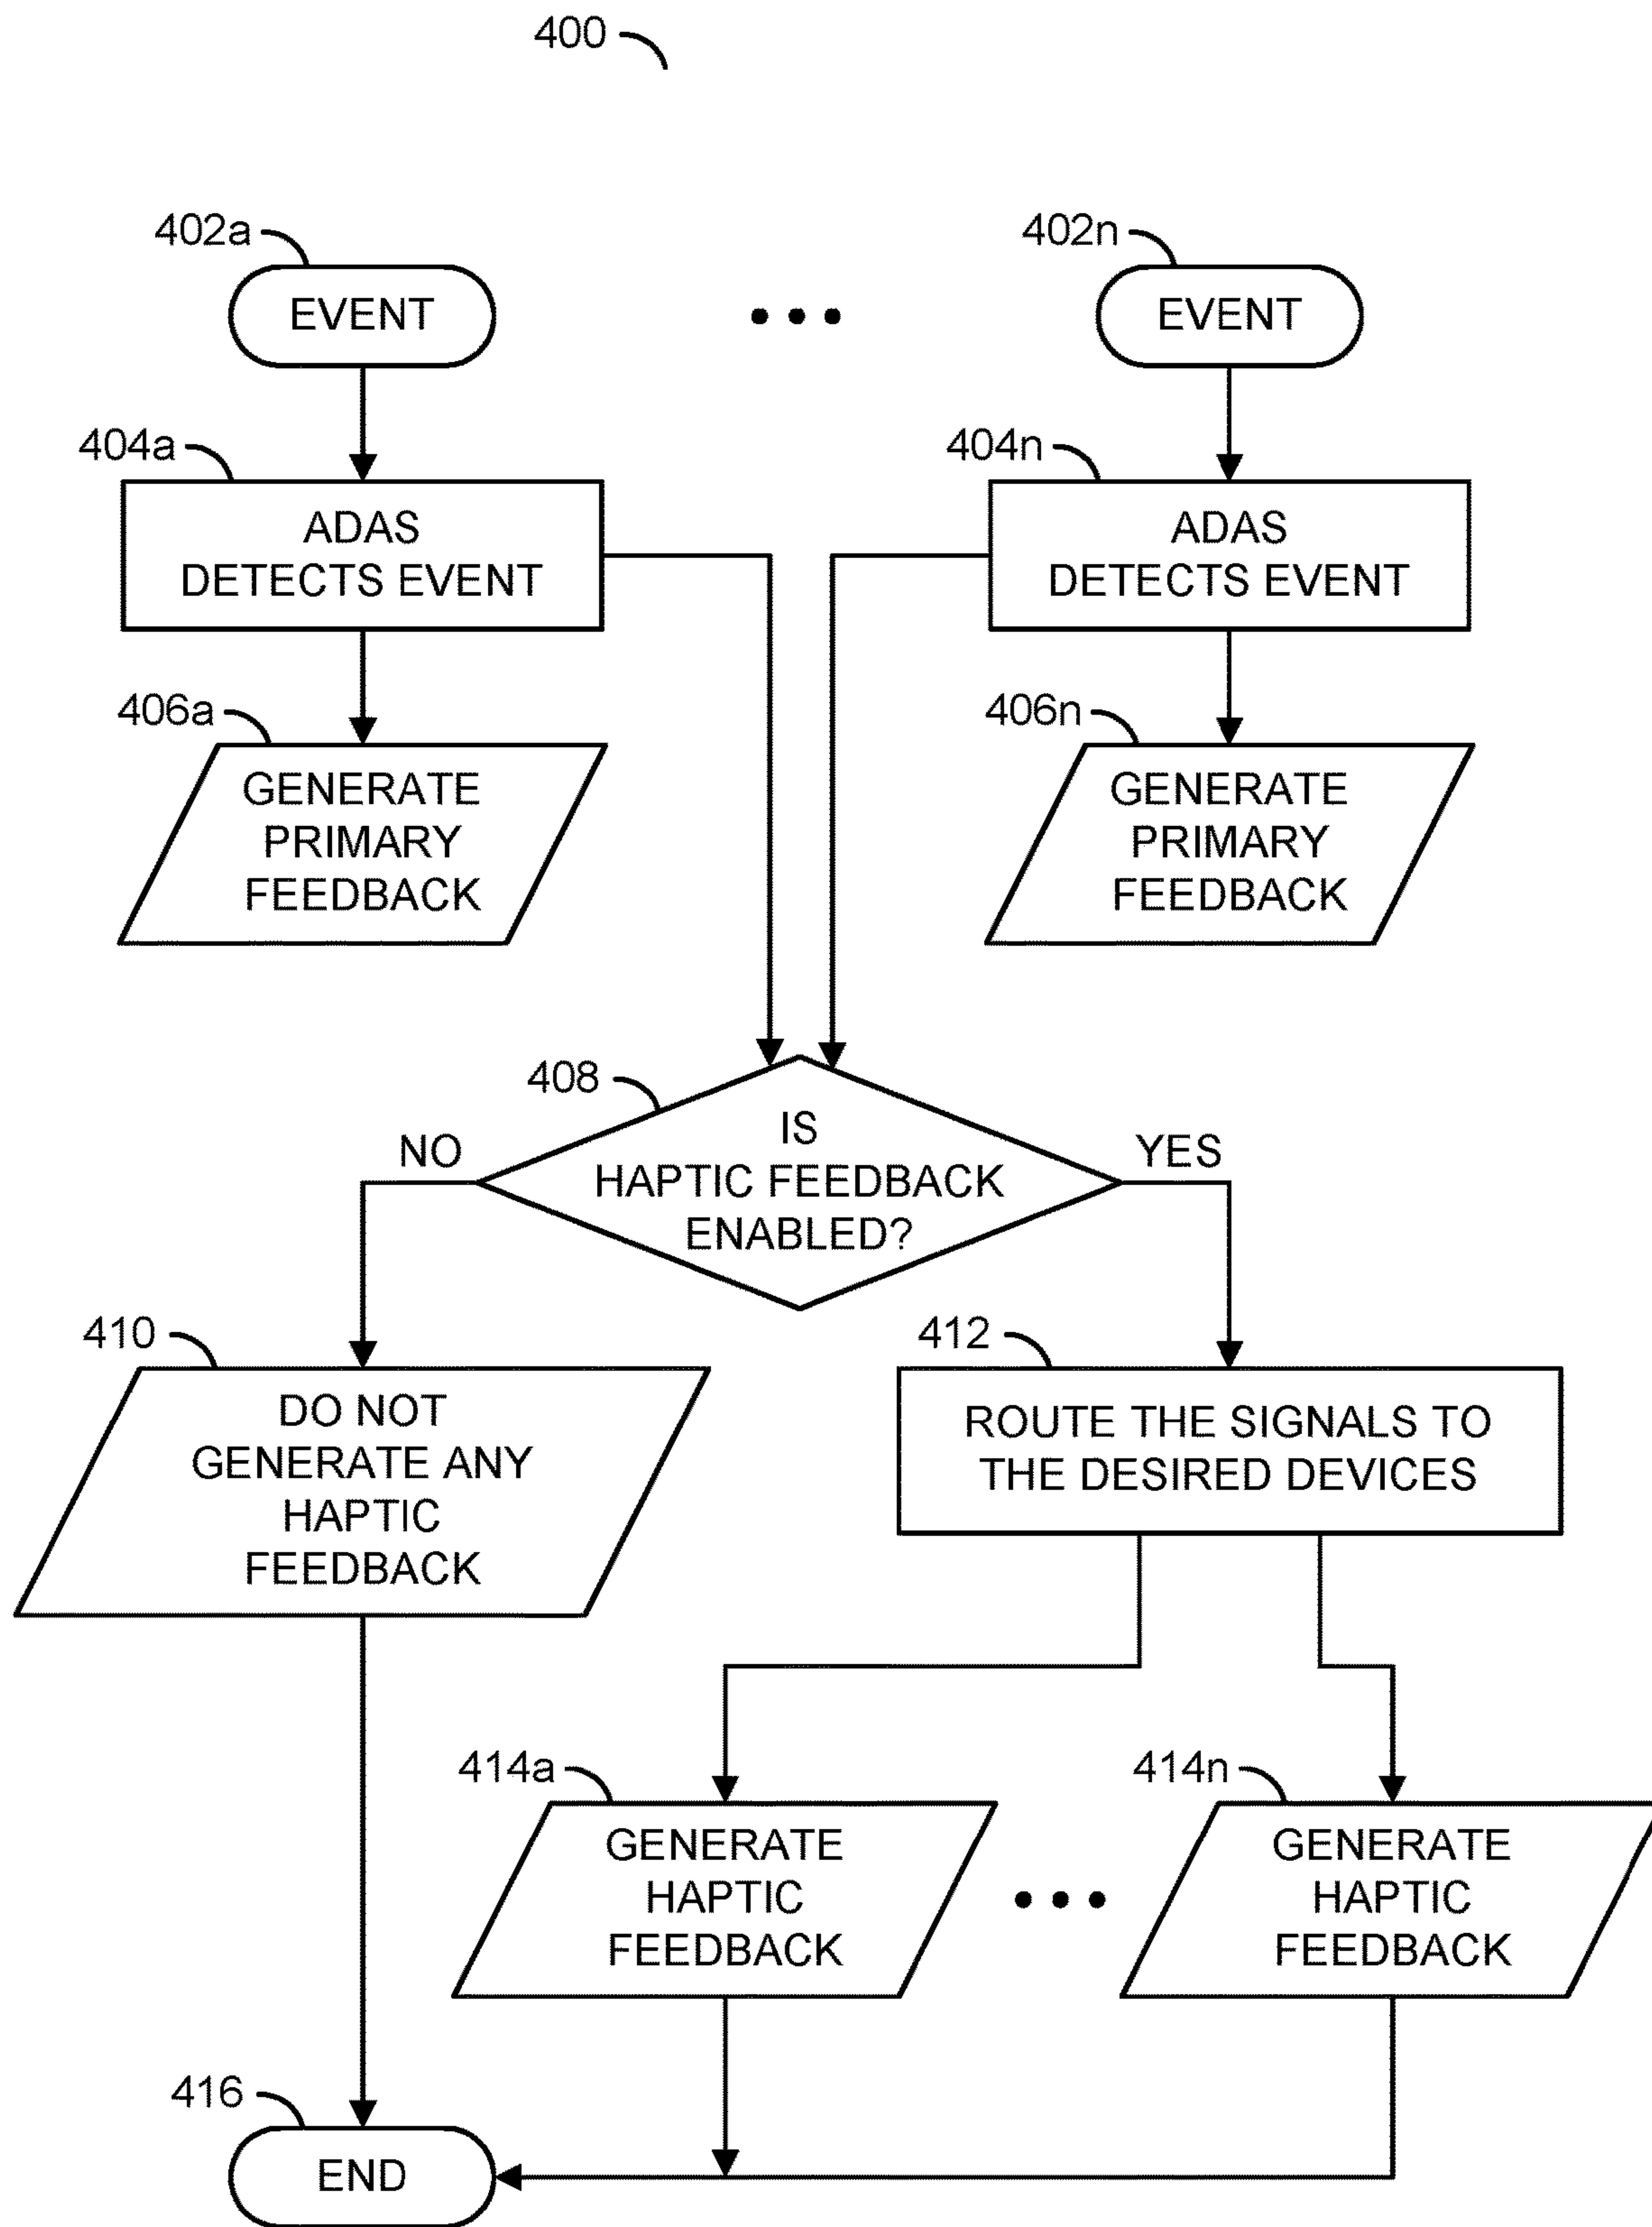 400
402a
402n
EVENT
EVENT
404a
404n
ADAS
DETECTS EVENT
ADAS
DETECTS EVENT
406a
406n
GENERATE
PRIMARY
FEEDBACK
GENERATE
PRIMARY
FEEDBACK
408
IS
HAPTIC FEEDBACK
ENABLED?
NO
YES
410
412
DO NOT
GENERATE ANY
HAPTIC
FEEDBACK
ROUTE THE SIGNALS TO
THE DESIRED DEVICES
414a
414n
GENERATE
HAPTIC
FEEDBACK
GENERATE
HAPTIC
FEEDBACK
416
END